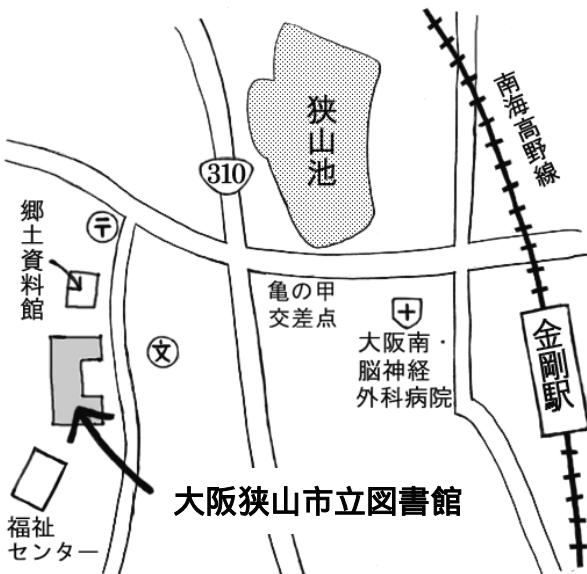 狭山池
南海高野線
310
郷土資料館
〒
亀の甲
交差点
文
大阪南・
脳神経
外科病院
金剛駅
大阪狭山市立図書館
福祉
センター